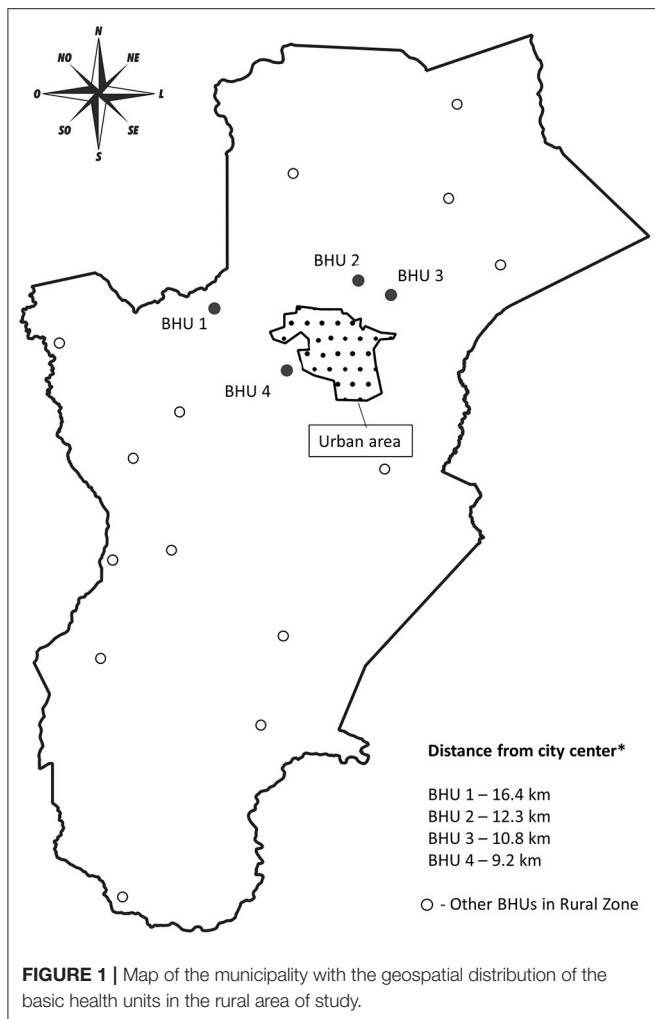 N
NO
NE
O
L
SO
SE
S
BHU 2
BHU 3
BHU 1
BHU 4
Urban area
Distance from city center*
BHU 1 – 16.4 km
BHU 2 – 12.3 km
BHU 3 – 10.8 km
BHU 4 – 9.2 km
- Other BHUs in Rural Zone
FIGURE 1 | Map of the municipality with the geospatial distribution of the
basic health units in the rural area of study.